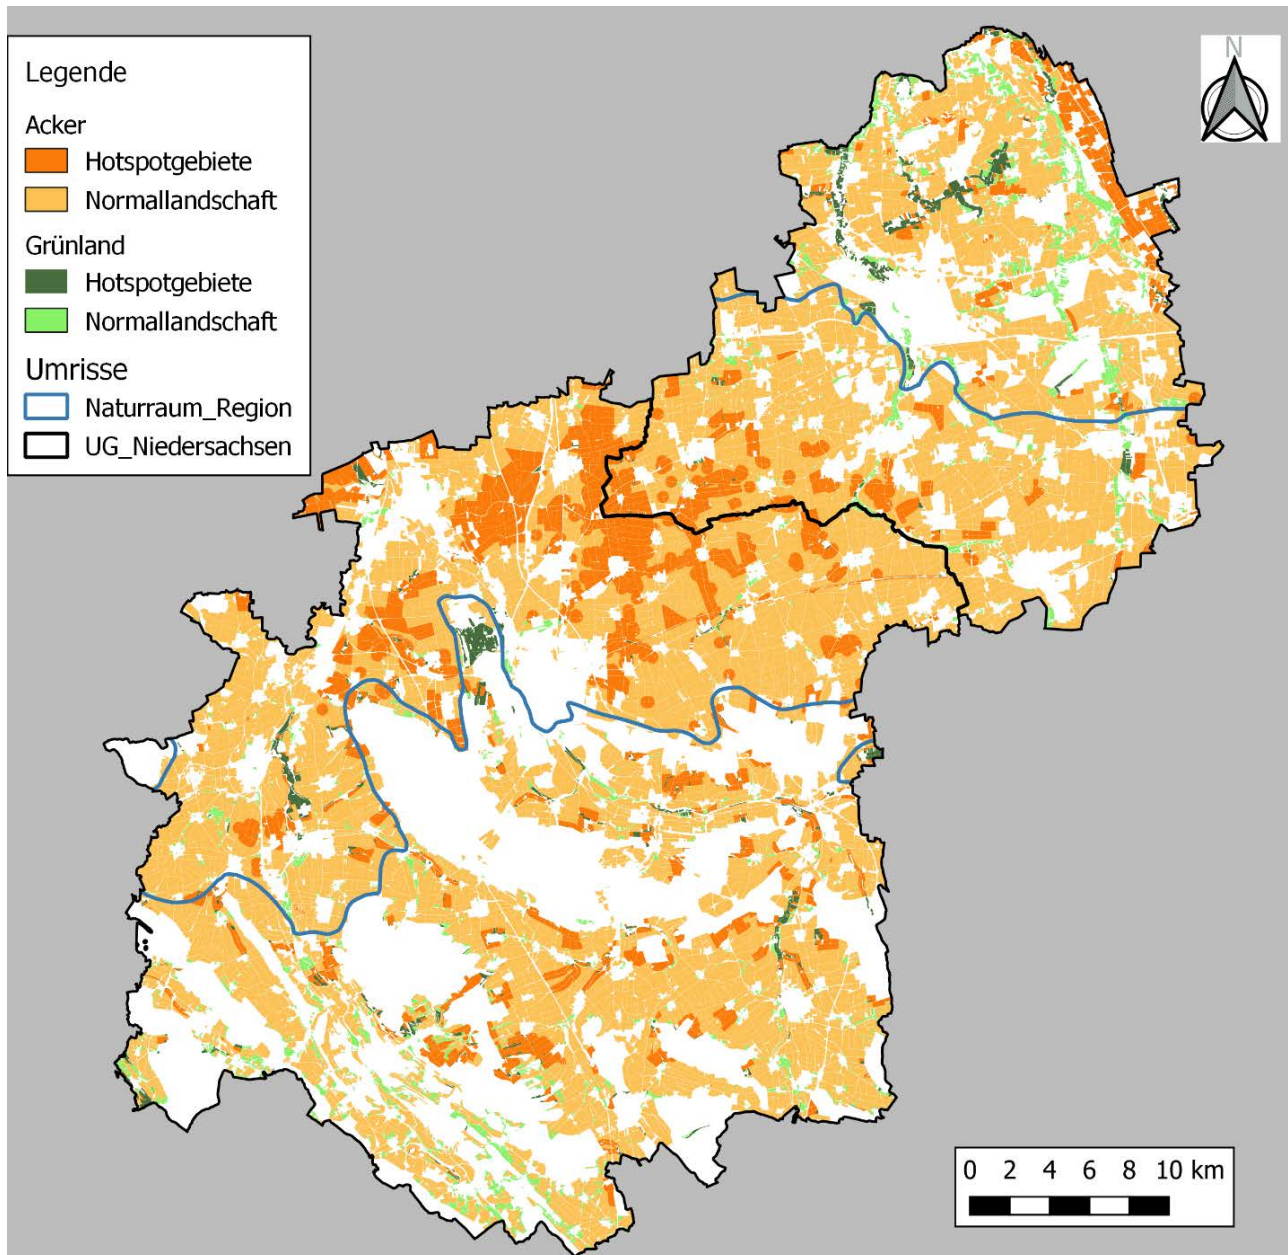 Legende
Acker
Hotspotgebiete
Normallandschaft
Grünland
Hotspotgebiete
Normallandschaft
Umrisse
Naturraum_Region
UG_Niedersachsen
N
0 2 4 6 8 10 km